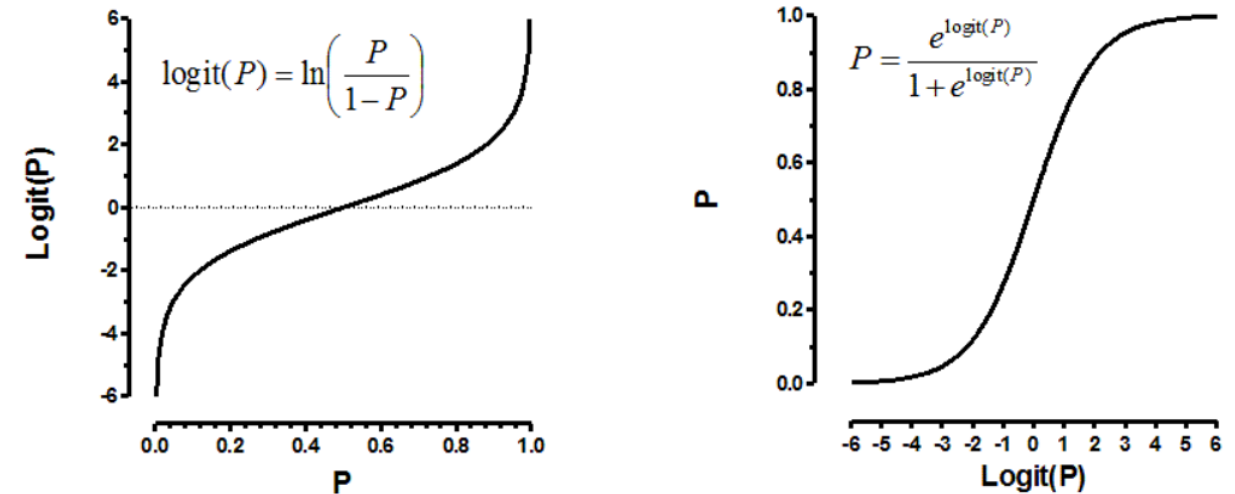 logit(P) = ln(P / (1 − P))
6
4
2
0
-2
-4
-6
Logit(P)
0.0 0.2 0.4 0.6 0.8 1.0
P
P = e^logit(P) / (1 + e^logit(P))
1.0
0.8
0.6
0.4
0.2
0.0
P
-6 -5 -4 -3 -2 -1 0 1 2 3 4 5 6
Logit(P)